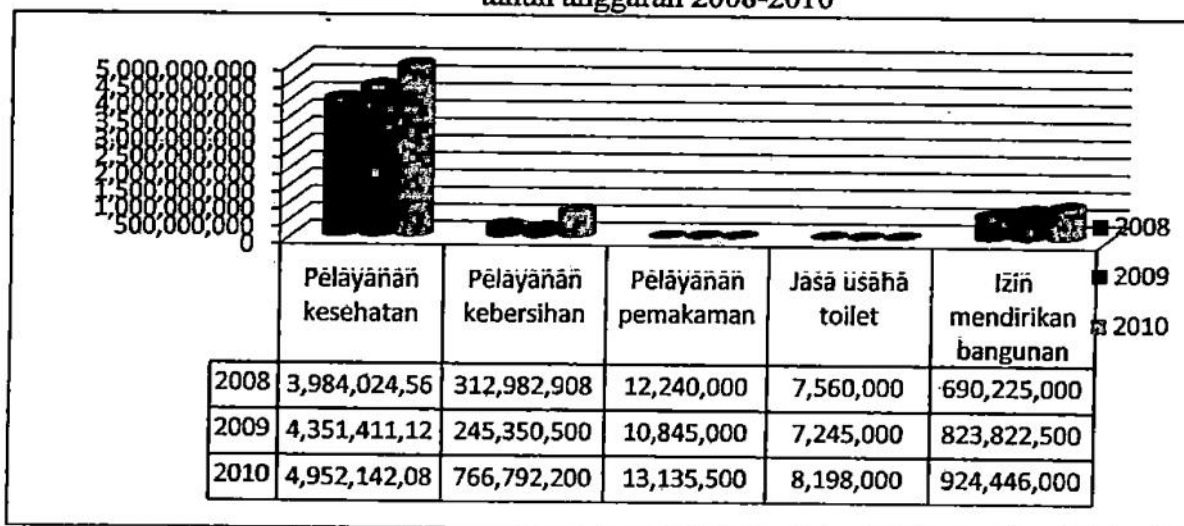 tahun anggaran 2008-2010
5,000,000,000
4,500,000,000
4,000,000,000
3,500,000,000
3,000,000,000
2,500,000,000
2,000,000,000
1,500,000,000
1,000,000,000
500,000,000
0
2008
2009
2010
Pelayanan kesehatan
Pelayanan kebersihan
Pelayanan pemakaman
Jasa usaha toilet
Izin mendirikan bangunan
2008 3,984,024,56 312,982,908 12,240,000 7,560,000 690,225,000
2009 4,351,411,12 245,350,500 10,845,000 7,245,000 823,822,500
2010 4,952,142,08 766,792,200 13,135,500 8,198,000 924,446,000